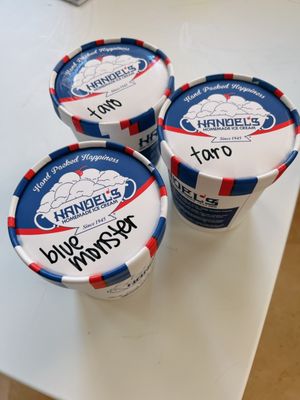 Hand Packed Happiness
HANDEL'S
HOMEMADE ICE CREAM
Since 1945
taro
Hand Packed Happiness
HANDEL'S
HOMEMADE ICE CREAM
Since 1945
taro
HANDEL'S
Hand Packed Happiness
HANDEL'S
HOMEMADE ICE CREAM
Since 1945
blue
monster